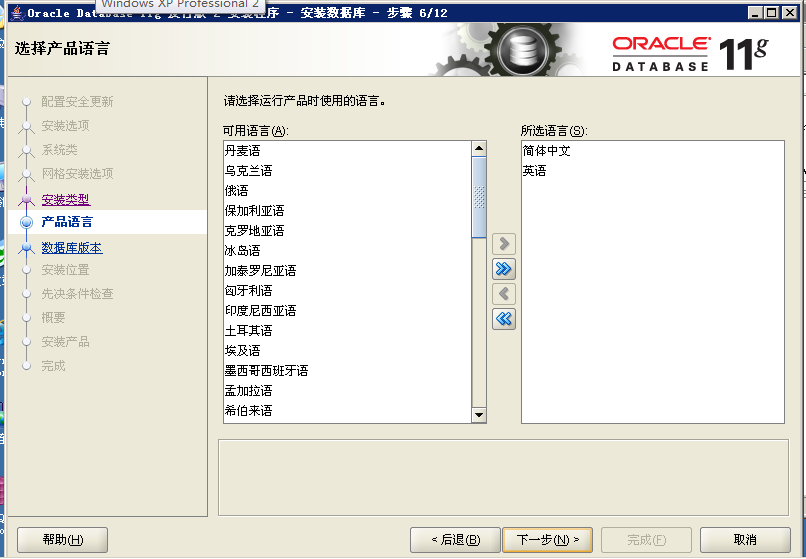 Windows XP Professional 2
Oracle Database 11g 发行版 2 安装程序 - 安装数据库 - 步骤 6/12
选择产品语言
ORACLE
DATABASE 11g
配置安全更新
安装选项
系统类
网格安装选项
安装类型
产品语言
数据库版本
安装位置
先决条件检查
概要
安装产品
完成
请选择运行产品时使用的语言。
可用语言(A):
丹麦语
乌克兰语
俄语
保加利亚语
克罗地亚语
冰岛语
加泰罗尼亚语
匈牙利语
印度尼西亚语
土耳其语
埃及语
墨西哥西班牙语
孟加拉语
希伯来语
所选语言(S):
简体中文
英语
帮助(H)
< 后退(B)
下一步(N) >
完成(F)
取消